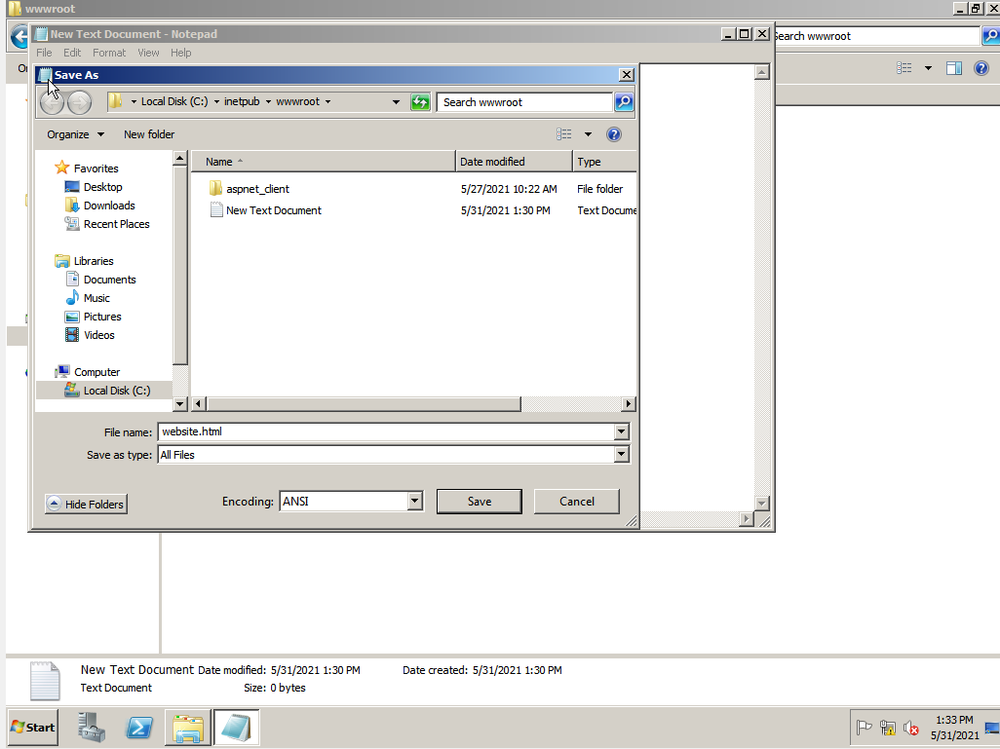 wwwroot
New Text Document - Notepad
Search wwwroot
File Edit Format View Help
Save As
Local Disk (C:) inetpub wwwroot
Search wwwroot
Organize New folder
Name Date modified Type
Favorites
Desktop
Downloads
Recent Places
Libraries
Documents
Music
Pictures
Videos
Computer
Local Disk (C:)
aspnet_client 5/27/2021 10:22 AM File folder
New Text Document 5/31/2021 1:30 PM Text Docume
File name: website.html
Save as type: All Files
Hide Folders Encoding: ANSI Save Cancel
New Text Document Date modified: 5/31/2021 1:30 PM Date created: 5/31/2021 1:30 PM
Text Document Size: 0 bytes
Start
1:33 PM
5/31/2021